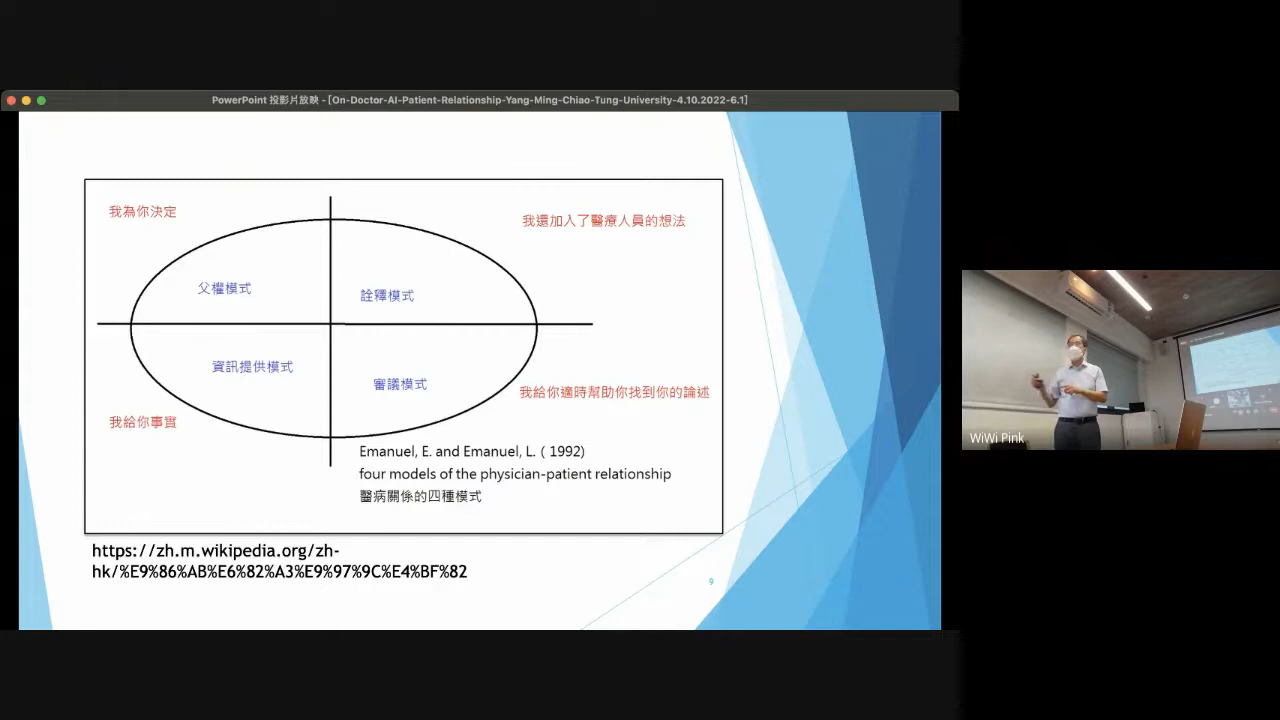 PowerPoint 投影片放映 - [On-Doctor-AI-Patient-Relationship-Yang-Ming-Chiao-Tung-University-4.10.2022-6.1]
我為你決定
我還加入了醫療人員的想法
父權模式
詮釋模式
資訊提供模式
審議模式
我給你適時幫助你找到你的論述
我給你事實
Emanuel, E. and Emanuel, L. ( 1992)
four models of the physician-patient relationship
醫病關係的四種模式
https://zh.m.wikipedia.org/zh-
hk/%E9%86%AB%E6%82%A3%E9%97%9C%E4%BF%82
9
WiWi Pink